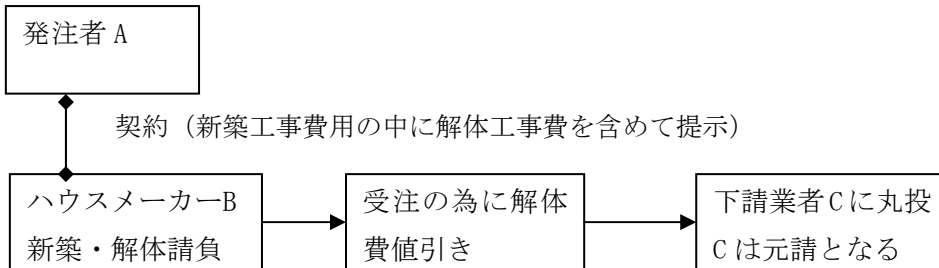 発注者 A
契約（新築工事費用の中に解体工事費を含めて提示）
ハウスメーカーB
新築・解体請負
受注の為に解体
費値引き
下請業者Cに丸投
C は元請となる